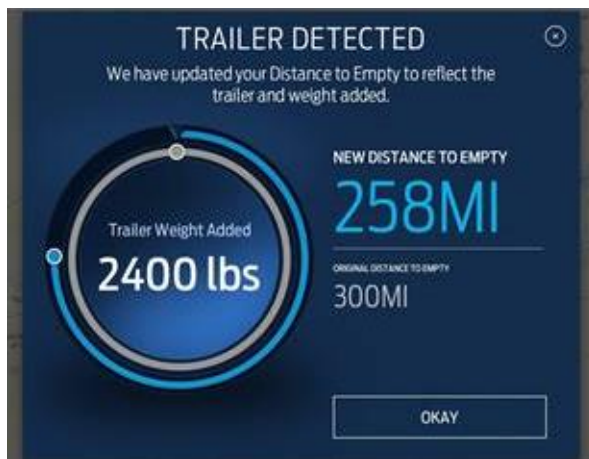 TRAILER DETECTED
We have updated your Distance to Empty to reflect the
trailer and weight added.
Trailer Weight Added
2400 lbs
NEW DISTANCE TO EMPTY
258MI
ORIGINAL DISTANCE TO EMPTY
300MI
OKAY